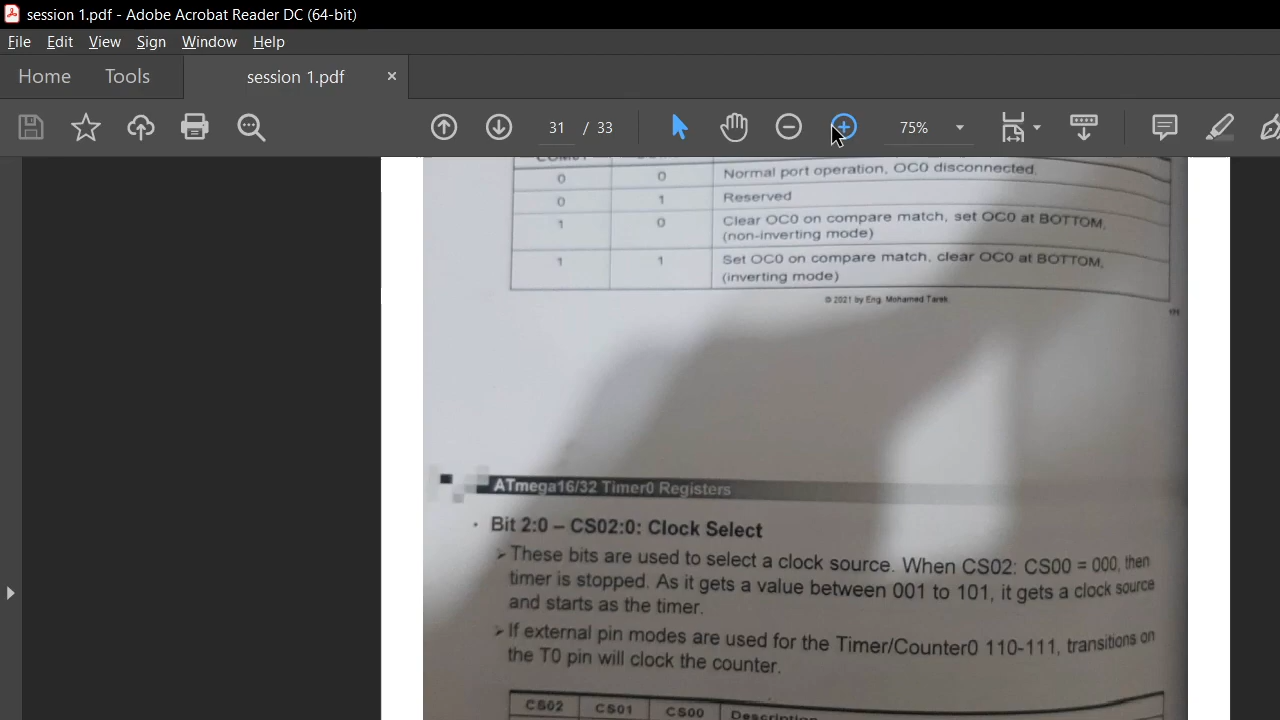 session 1.pdf - Adobe Acrobat Reader DC (64-bit)
File Edit View Sign Window Help
Home Tools session 1.pdf ×
31 / 33 75%
0 0 Normal port operation, OC0 disconnected.
0 1 Reserved
1 0 Clear OC0 on compare match, set OC0 at BOTTOM,
(non-inverting mode)
1 1 Set OC0 on compare match, clear OC0 at BOTTOM,
(inverting mode)
© 2021 by Eng. Mohamed Tarek
ATmega16/32 Timer0 Registers
· Bit 2:0 – CS02:0: Clock Select
➢ These bits are used to select a clock source. When CS02: CS00 = 000, then
timer is stopped. As it gets a value between 001 to 101, it gets a clock source
and starts as the timer.
➢ If external pin modes are used for the Timer/Counter0 110-111, transitions on
the T0 pin will clock the counter.
CS02 CS01 CS00 Description